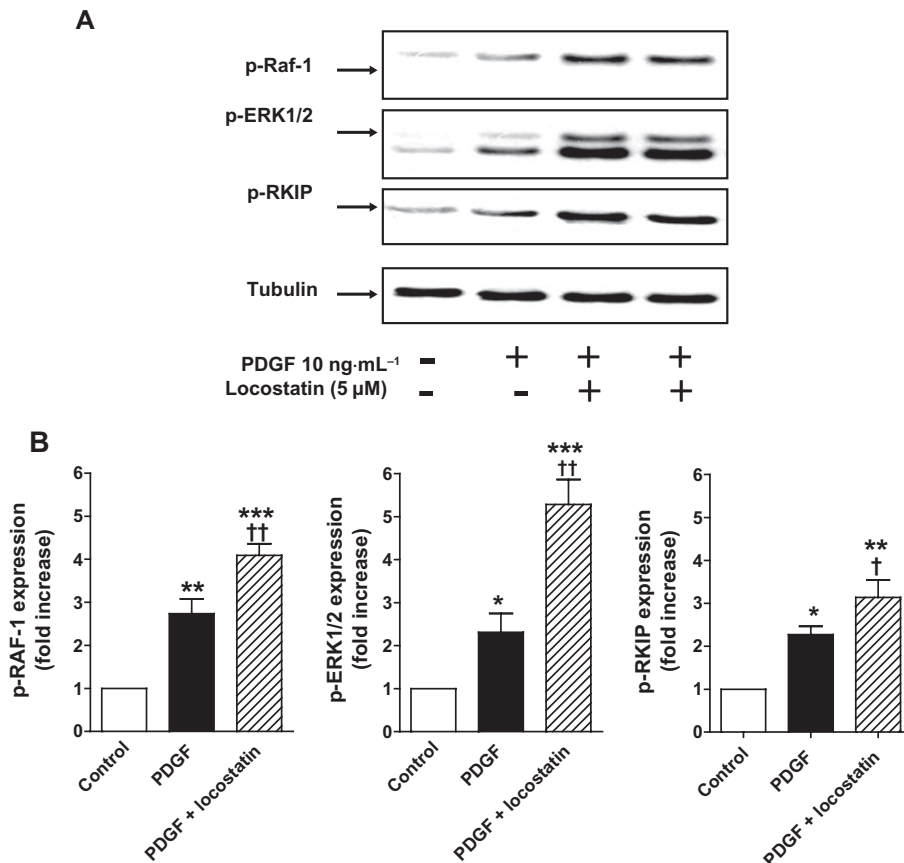 A
p-Raf-1
p-ERK1/2
p-RKIP
Tubulin
PDGF 10 ng·mL⁻¹ - + + +
Locostatin (5 µM) - - + +
B
p-RAF-1 expression
(fold increase)
6
5
4
3
2
1
0
**
***
††
Control
PDGF
PDGF + locostatin
p-ERK1/2 expression
(fold increase)
6
5
4
3
2
1
0
*
***
††
Control
PDGF
PDGF + locostatin
p-RKIP expression
(fold increase)
6
5
4
3
2
1
0
*
**
†
Control
PDGF
PDGF + locostatin